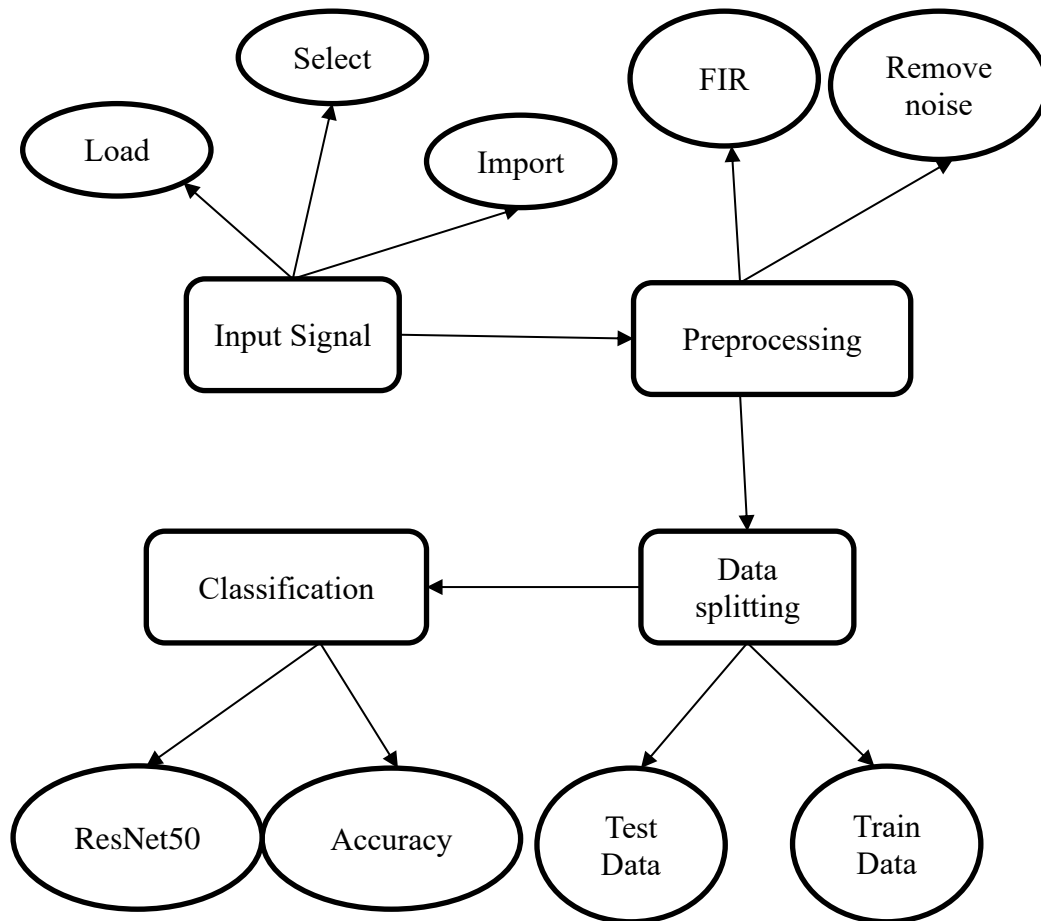 Select
FIR
Remove
noise
Load
Import
Input Signal
Preprocessing
Classification
Data
splitting
ResNet50
Accuracy
Test
Data
Train
Data